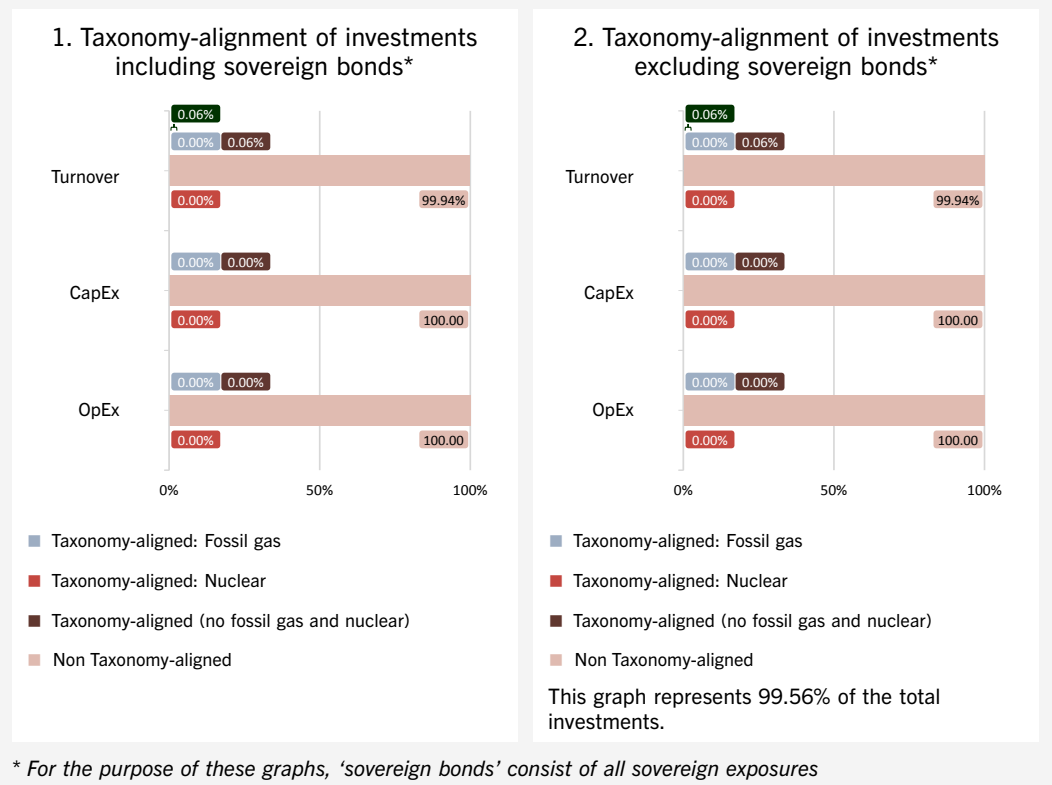 1. Taxonomy-alignment of investments
including sovereign bonds*
0.06%
0.00% 0.06%
Turnover
0.00% 99.94%
0.00% 0.00%
CapEx
0.00% 100.00
0.00% 0.00%
OpEx
0.00% 100.00
0% 50% 100%
Taxonomy-aligned: Fossil gas
Taxonomy-aligned: Nuclear
Taxonomy-aligned (no fossil gas and nuclear)
Non Taxonomy-aligned
2. Taxonomy-alignment of investments
excluding sovereign bonds*
0.06%
0.00% 0.06%
Turnover
0.00% 99.94%
0.00% 0.00%
CapEx
0.00% 100.00
0.00% 0.00%
OpEx
0.00% 100.00
0% 50% 100%
Taxonomy-aligned: Fossil gas
Taxonomy-aligned: Nuclear
Taxonomy-aligned (no fossil gas and nuclear)
Non Taxonomy-aligned
This graph represents 99.56% of the total
investments.
* For the purpose of these graphs, ‘sovereign bonds’ consist of all sovereign exposures